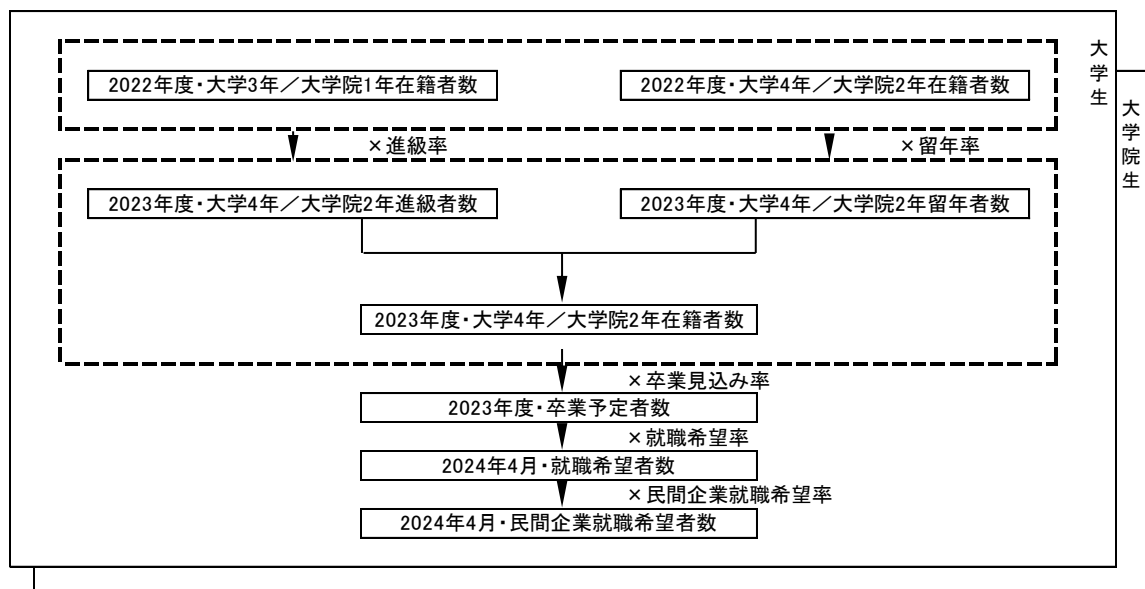 大学生
大学院生
2022年度・大学3年／大学院1年在籍者数
2022年度・大学4年／大学院2年在籍者数
×進級率
×留年率
2023年度・大学4年／大学院2年進級者数
2023年度・大学4年／大学院2年留年者数
2023年度・大学4年／大学院2年在籍者数
×卒業見込み率
2023年度・卒業予定者数
×就職希望率
2024年4月・就職希望者数
×民間企業就職希望率
2024年4月・民間企業就職希望者数